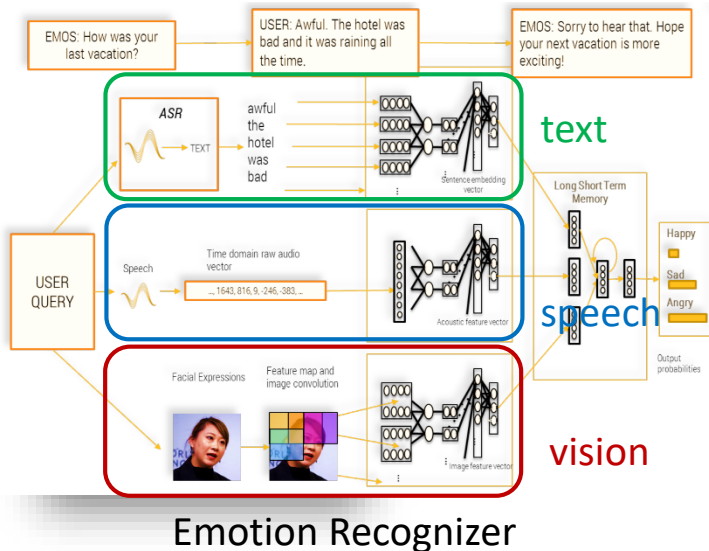 EMOS: How was your
last vacation?
USER: Awful. The hotel was
bad and it was raining all
the time.
EMOS: Sorry to hear that. Hope
your next vacation is more
exciting!
ASR
TEXT
awful
the
hotel
was
bad
⋮
Sentence embedding
vector
text
Long Short Term
Memory
USER
QUERY
Speech
Time domain raw audio
vector
..., 1643, 816, 9, -246, -383, ...
Acoustic feature vector
speech
Happy
Sad
Angry
Output
probabilities
Facial Expressions
Feature map and
image convolution
Image feature vector
vision
Emotion Recognizer